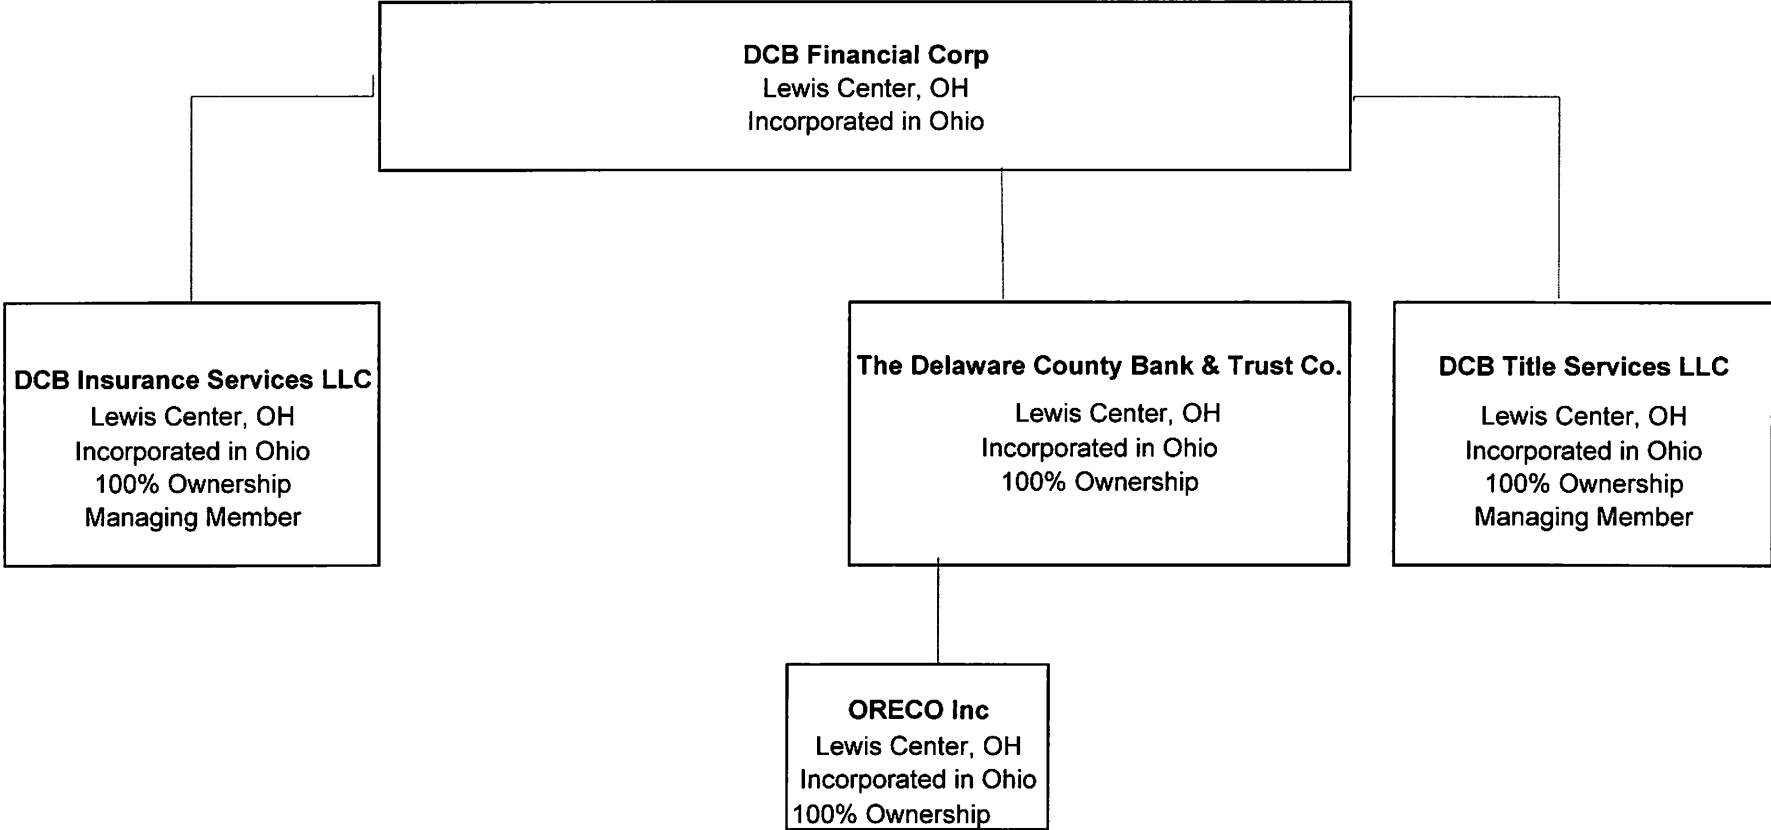 DCB Financial Corp
Lewis Center, OH
Incorporated in Ohio
DCB Insurance Services LLC
Lewis Center, OH
Incorporated in Ohio
100% Ownership
Managing Member
The Delaware County Bank & Trust Co.
Lewis Center, OH
Incorporated in Ohio
100% Ownership
DCB Title Services LLC
Lewis Center, OH
Incorporated in Ohio
100% Ownership
Managing Member
ORECO Inc
Lewis Center, OH
Incorporated in Ohio
100% Ownership